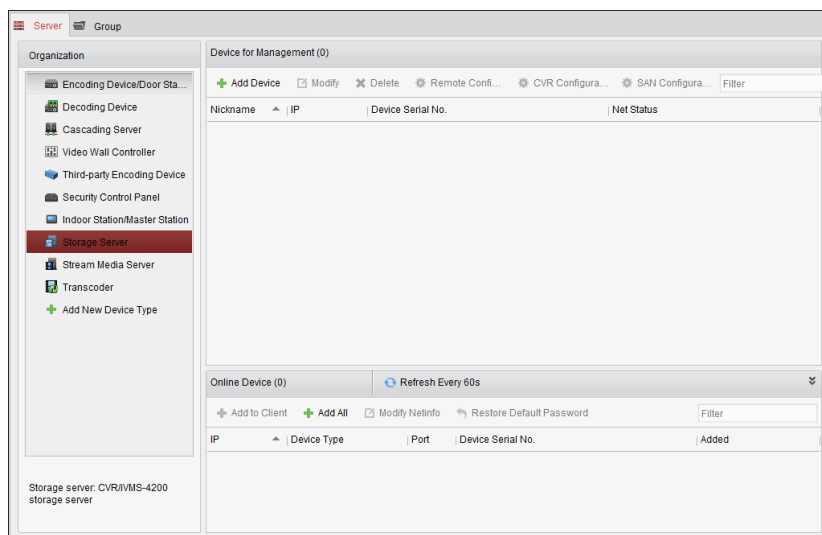 Server Group
Organization
Encoding Device/Door Sta...
Decoding Device
Cascading Server
Video Wall Controller
Third-party Encoding Device
Security Control Panel
Indoor Station/Master Station
Storage Server
Stream Media Server
Transcoder
Add New Device Type
Storage server: CVR/iVMS-4200
storage server
Device for Management (0)
Add Device Modify Delete Remote Confi... CVR Configura... SAN Configura... Filter
Nickname IP Device Serial No. Net Status
Online Device (0) Refresh Every 60s
Add to Client Add All Modify Netinfo Restore Default Password Filter
IP Device Type Port Device Serial No. Added